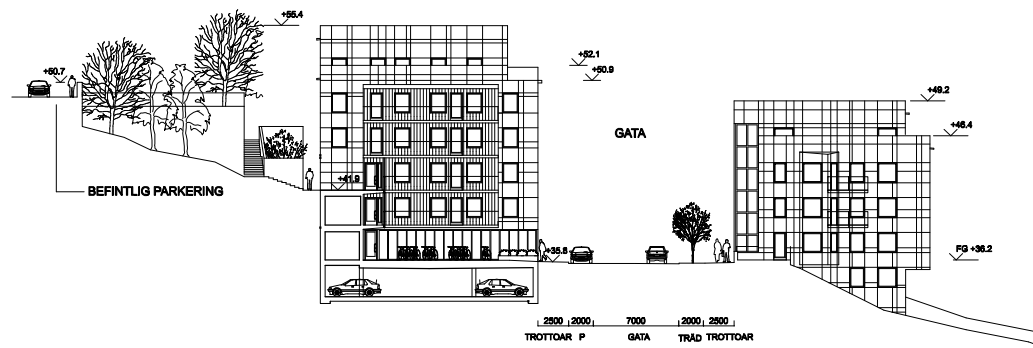 +55.4
+52.1
+50.7
+50.9
+49.2
GATA
+46.4
BEFINTLIG PARKERING
+41.9
+35.8
FG +36.2
2500 2000 7000 2000 2500
TROTTOAR P GATA TRÄD TROTTOAR